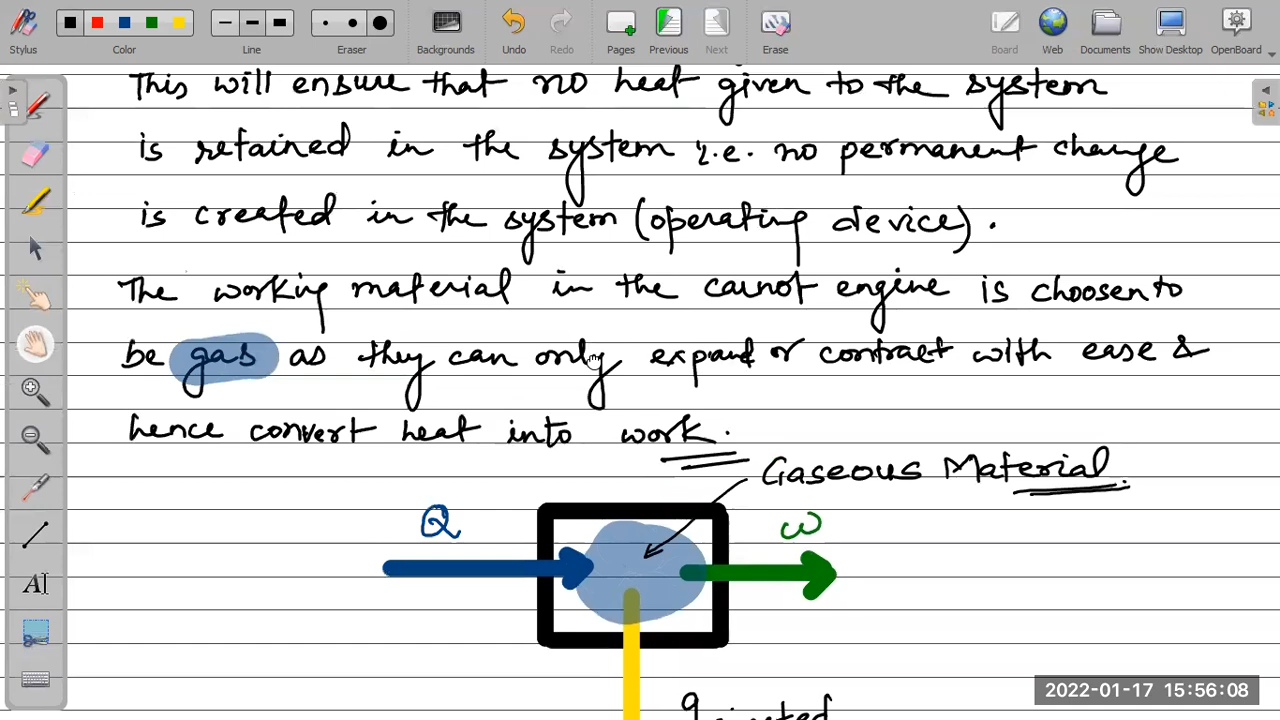 Stylus Color Line Eraser Backgrounds Undo Redo Pages Previous Next Erase Board Web Documents Show Desktop OpenBoard
This will ensure that no heat given to the system
is retained in the system i.e. no permanent change
is created in the system (operating device).
The working material in the carnot engine is choosen to
be gas as they can only expand or contract with ease &
hence convert heat into work.
Gaseous Material.
Q
W
2022-01-17 15:56:08